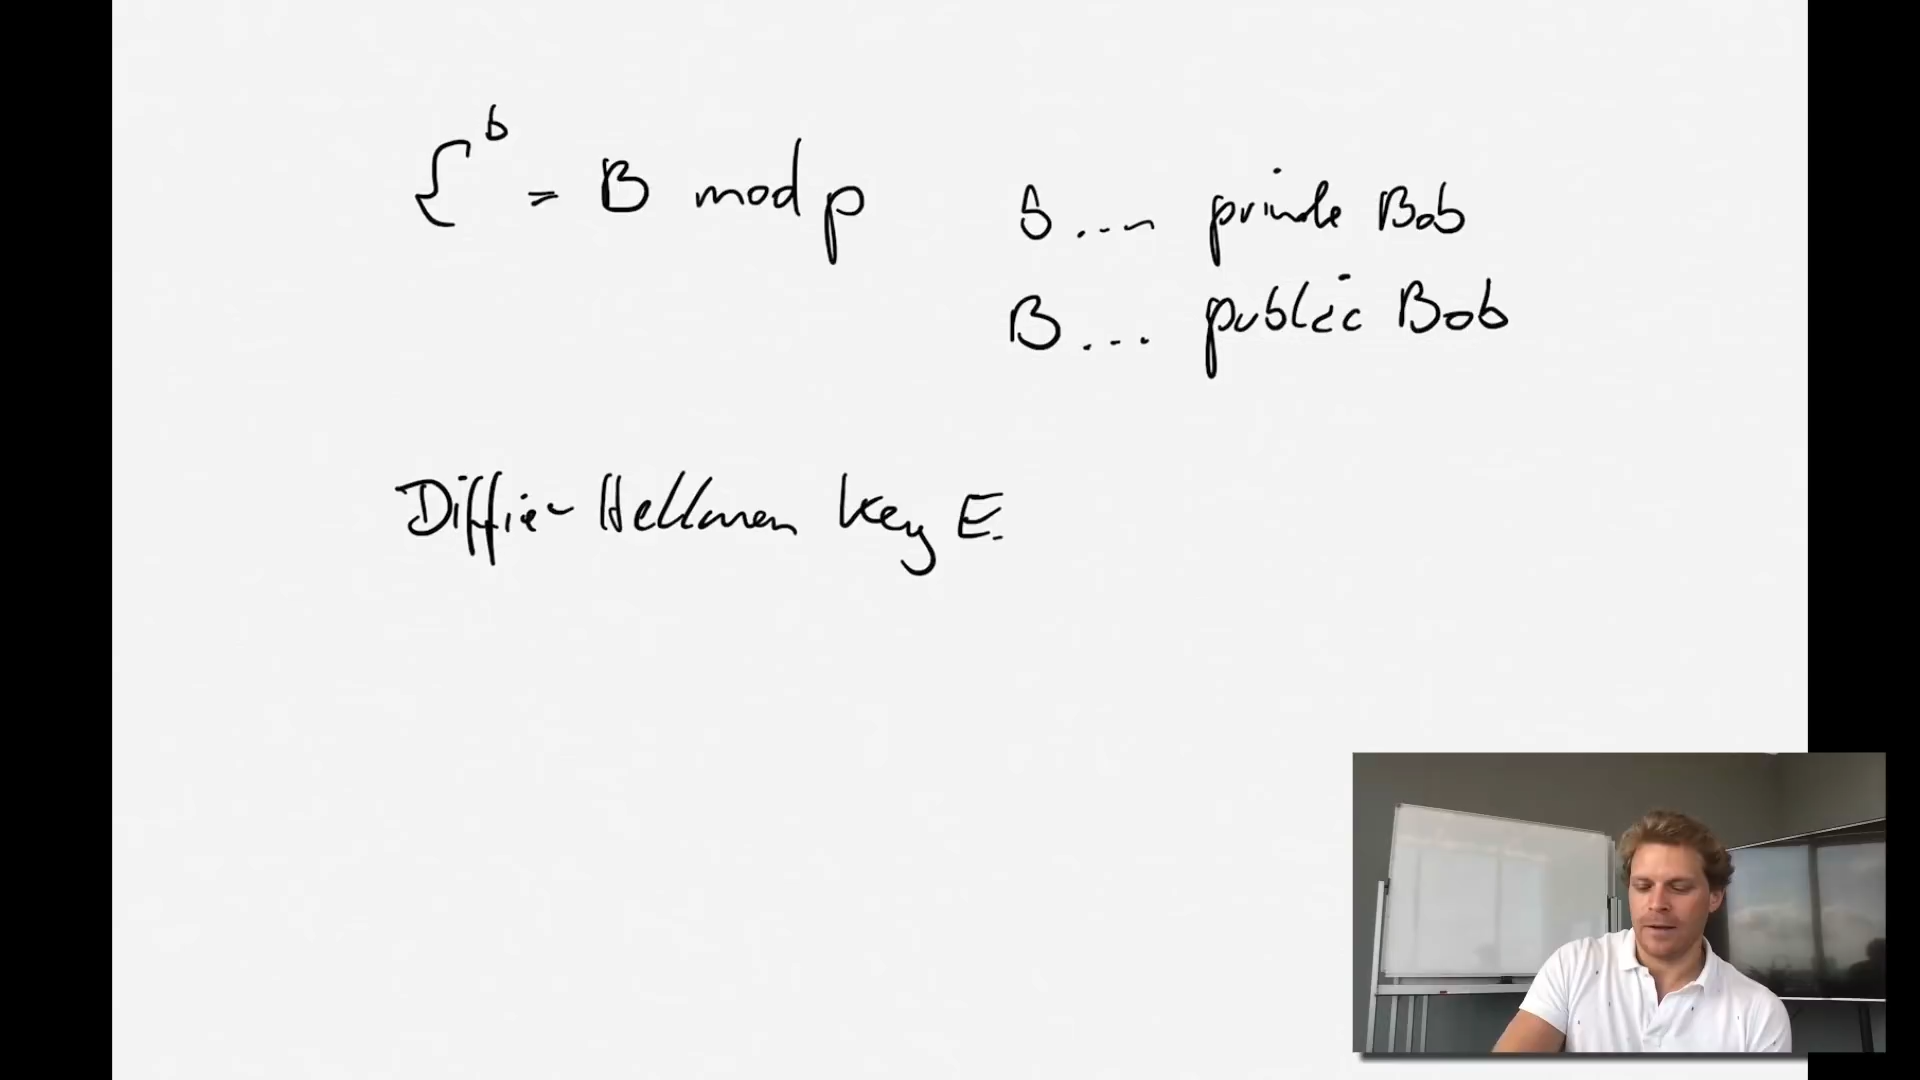 ξ^b = B mod p
b ... private Bob
B ... public Bob
Diffie-Hellman Key E.